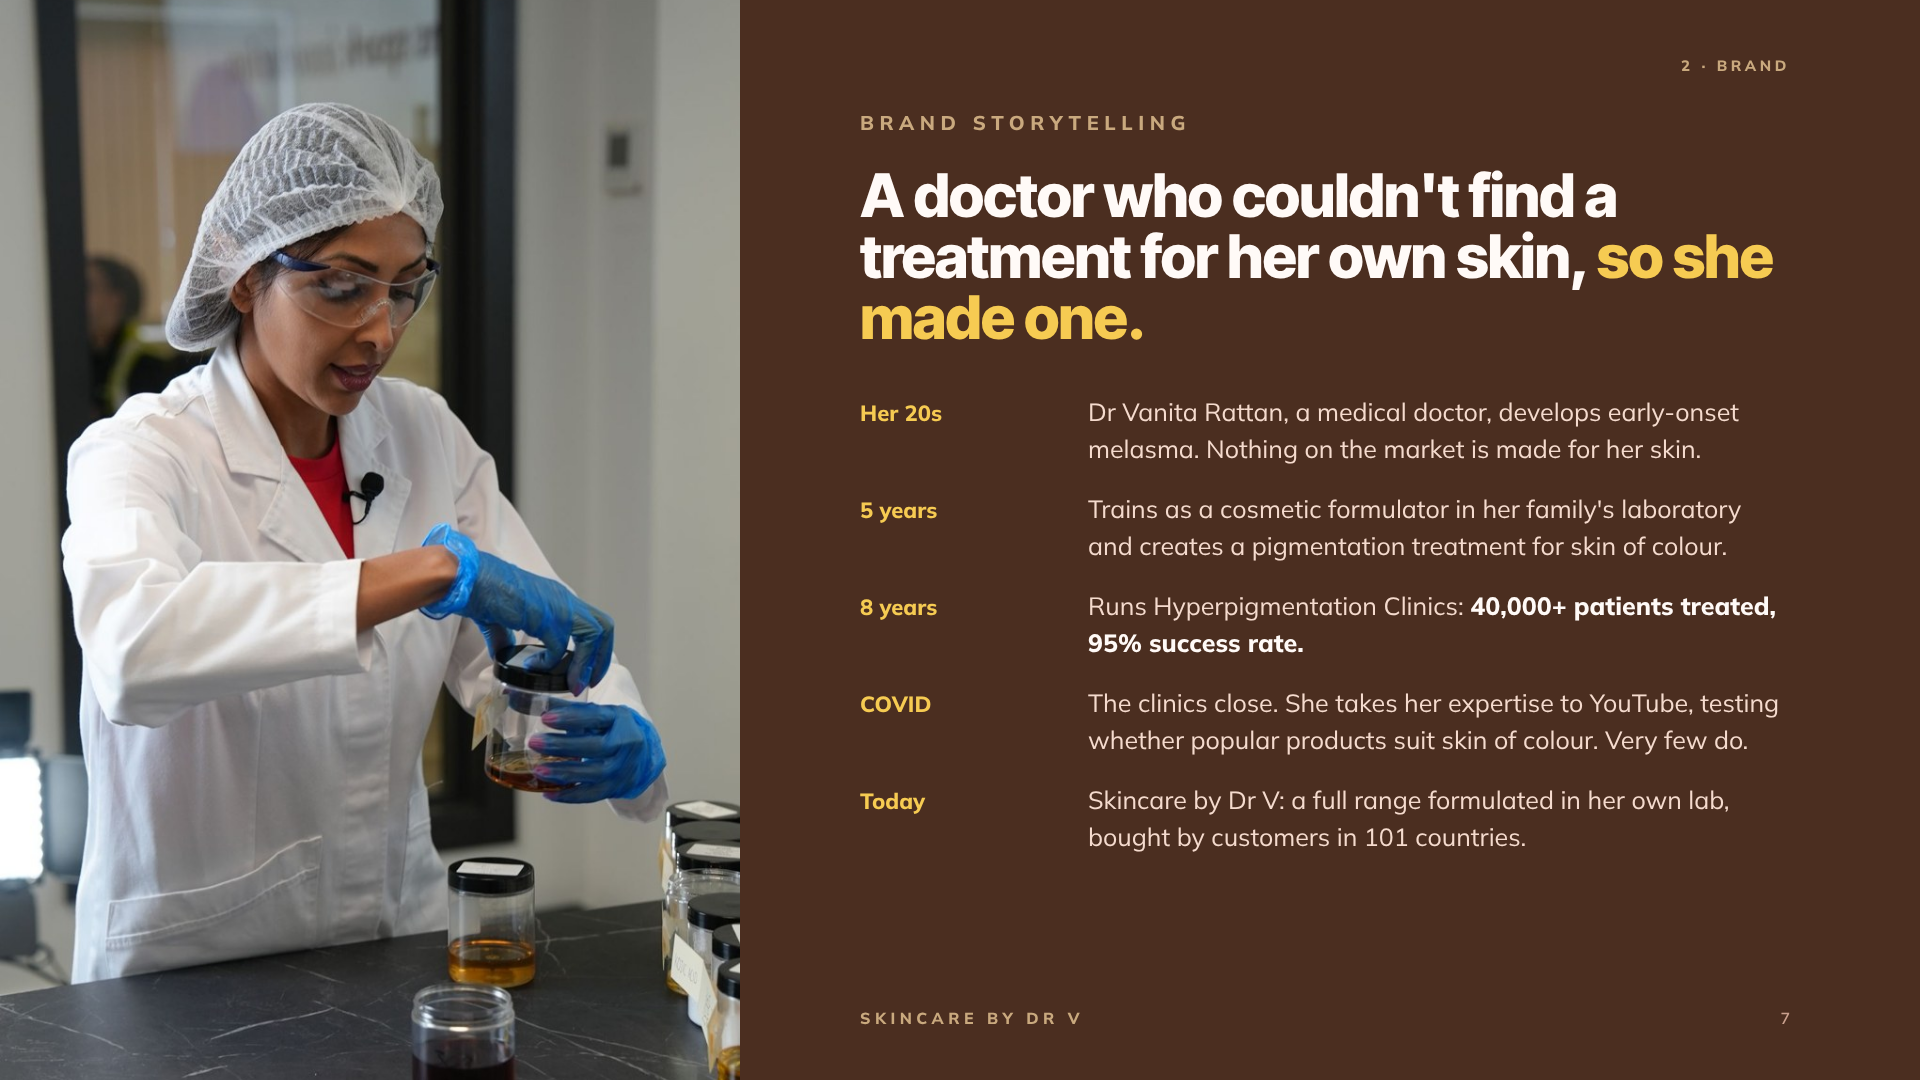 2 · BRAND
BRAND STORYTELLING
A doctor who couldn't find a
treatment for her own skin, so she
made one.
Her 20s
Dr Vanita Rattan, a medical doctor, develops early-onset
melasma. Nothing on the market is made for her skin.
5 years
Trains as a cosmetic formulator in her family's laboratory
and creates a pigmentation treatment for skin of colour.
8 years
Runs Hyperpigmentation Clinics: 40,000+ patients treated,
95% success rate.
COVID
The clinics close. She takes her expertise to YouTube, testing
whether popular products suit skin of colour. Very few do.
Today
Skincare by Dr V: a full range formulated in her own lab,
bought by customers in 101 countries.
SKINCARE BY DR V
7